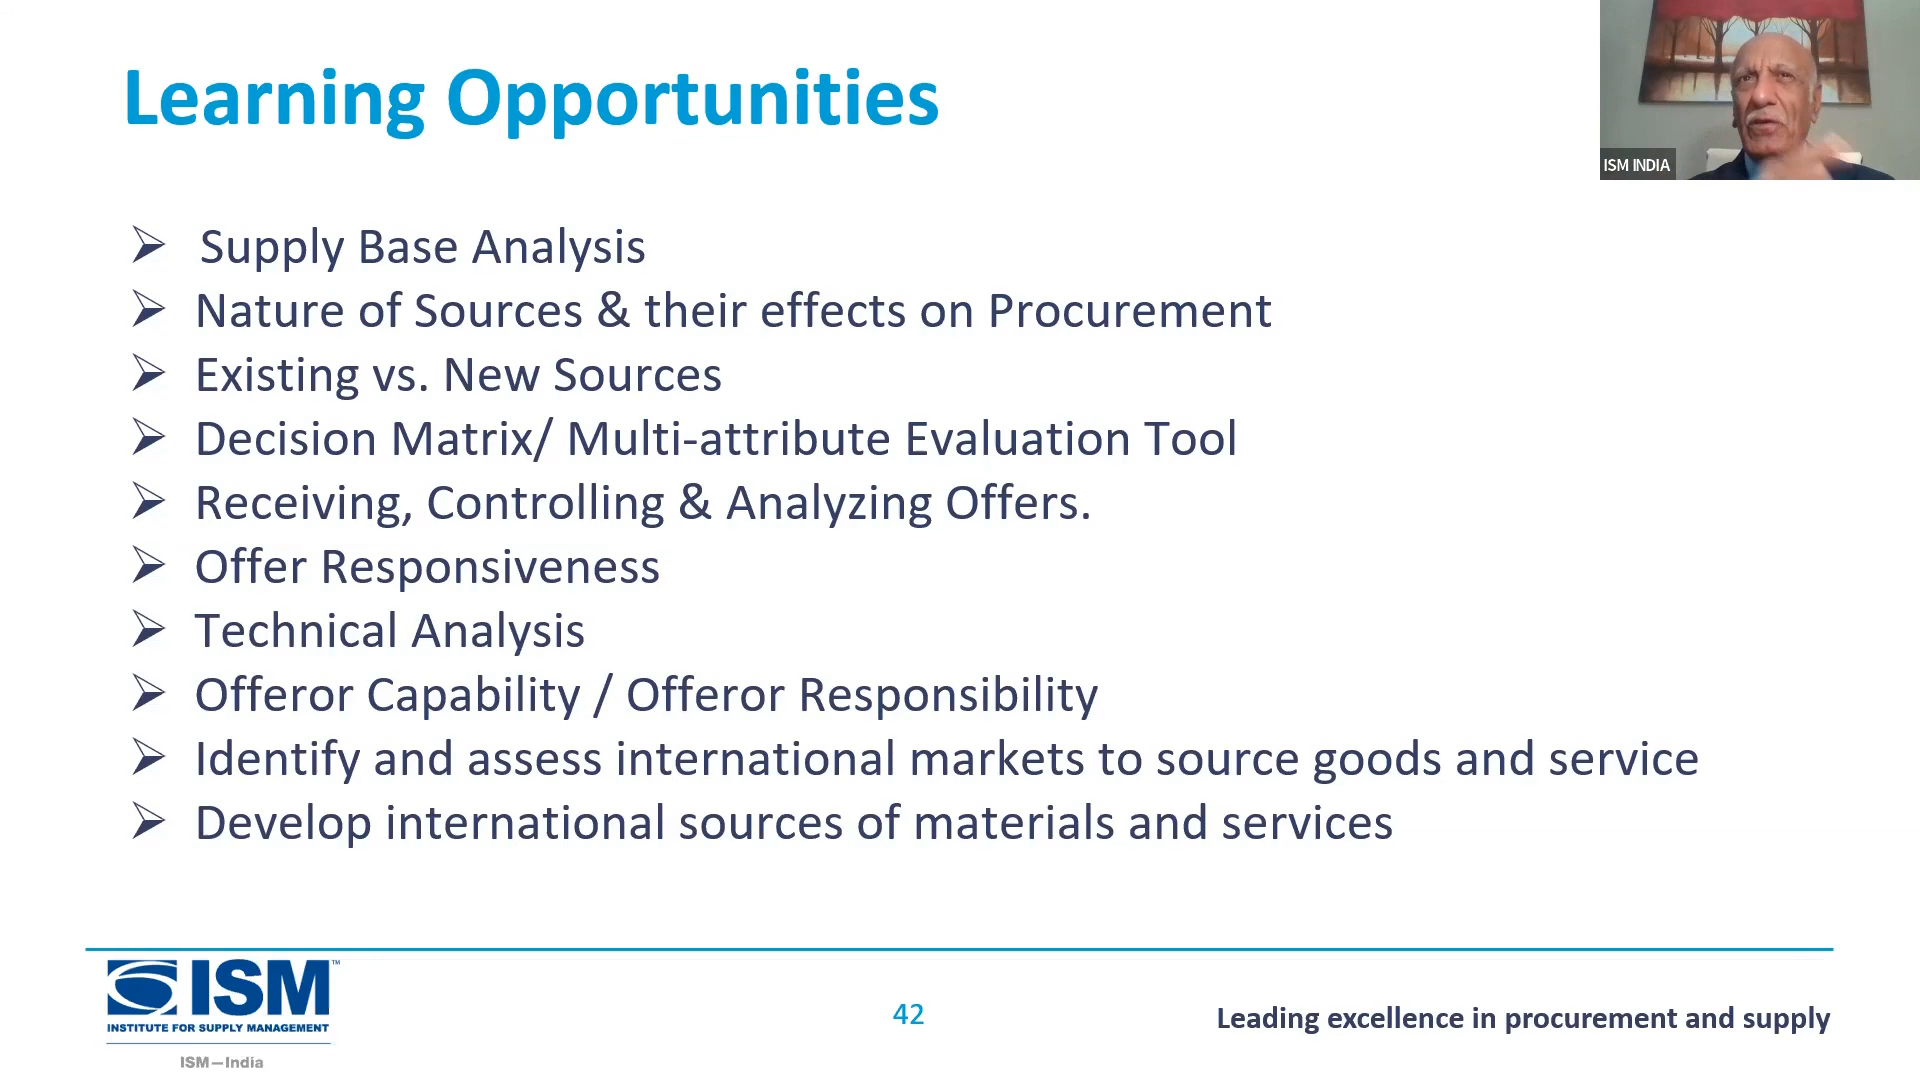 Learning Opportunities
ISM INDIA
Supply Base Analysis
Nature of Sources & their effects on Procurement
Existing vs. New Sources
Decision Matrix/ Multi-attribute Evaluation Tool
Receiving, Controlling & Analyzing Offers.
Offer Responsiveness
Technical Analysis
Offeror Capability / Offeror Responsibility
Identify and assess international markets to source goods and service
Develop international sources of materials and services
ISM™
INSTITUTE FOR SUPPLY MANAGEMENT
ISM—India
42
Leading excellence in procurement and supply